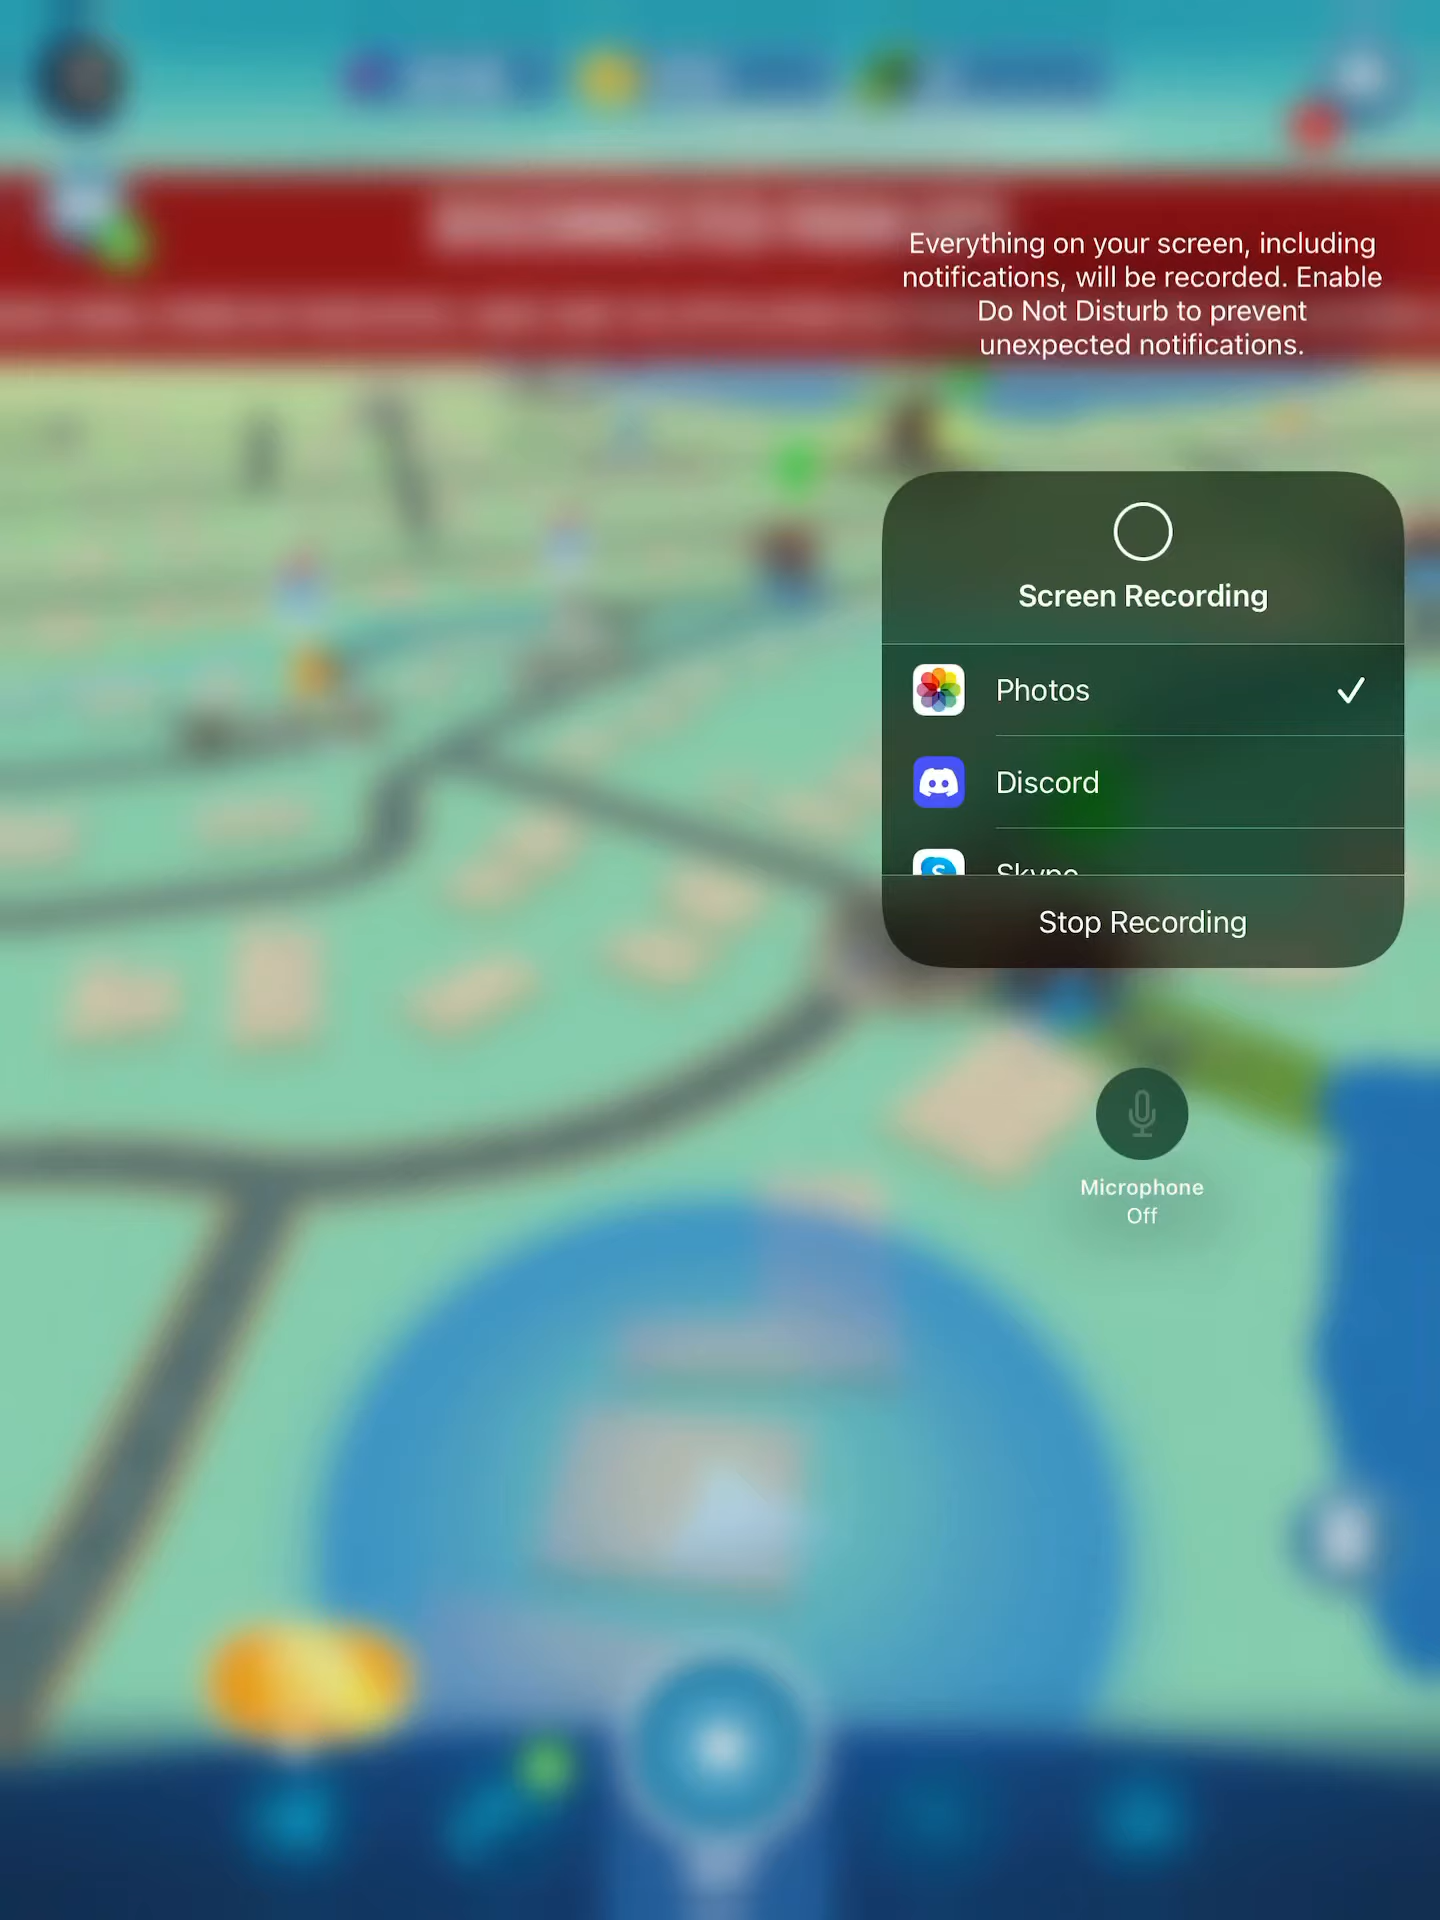 Everything on your screen, including
notifications, will be recorded. Enable
Do Not Disturb to prevent
unexpected notifications.
Screen Recording
Photos
Discord
Skype
Stop Recording
Microphone
Off